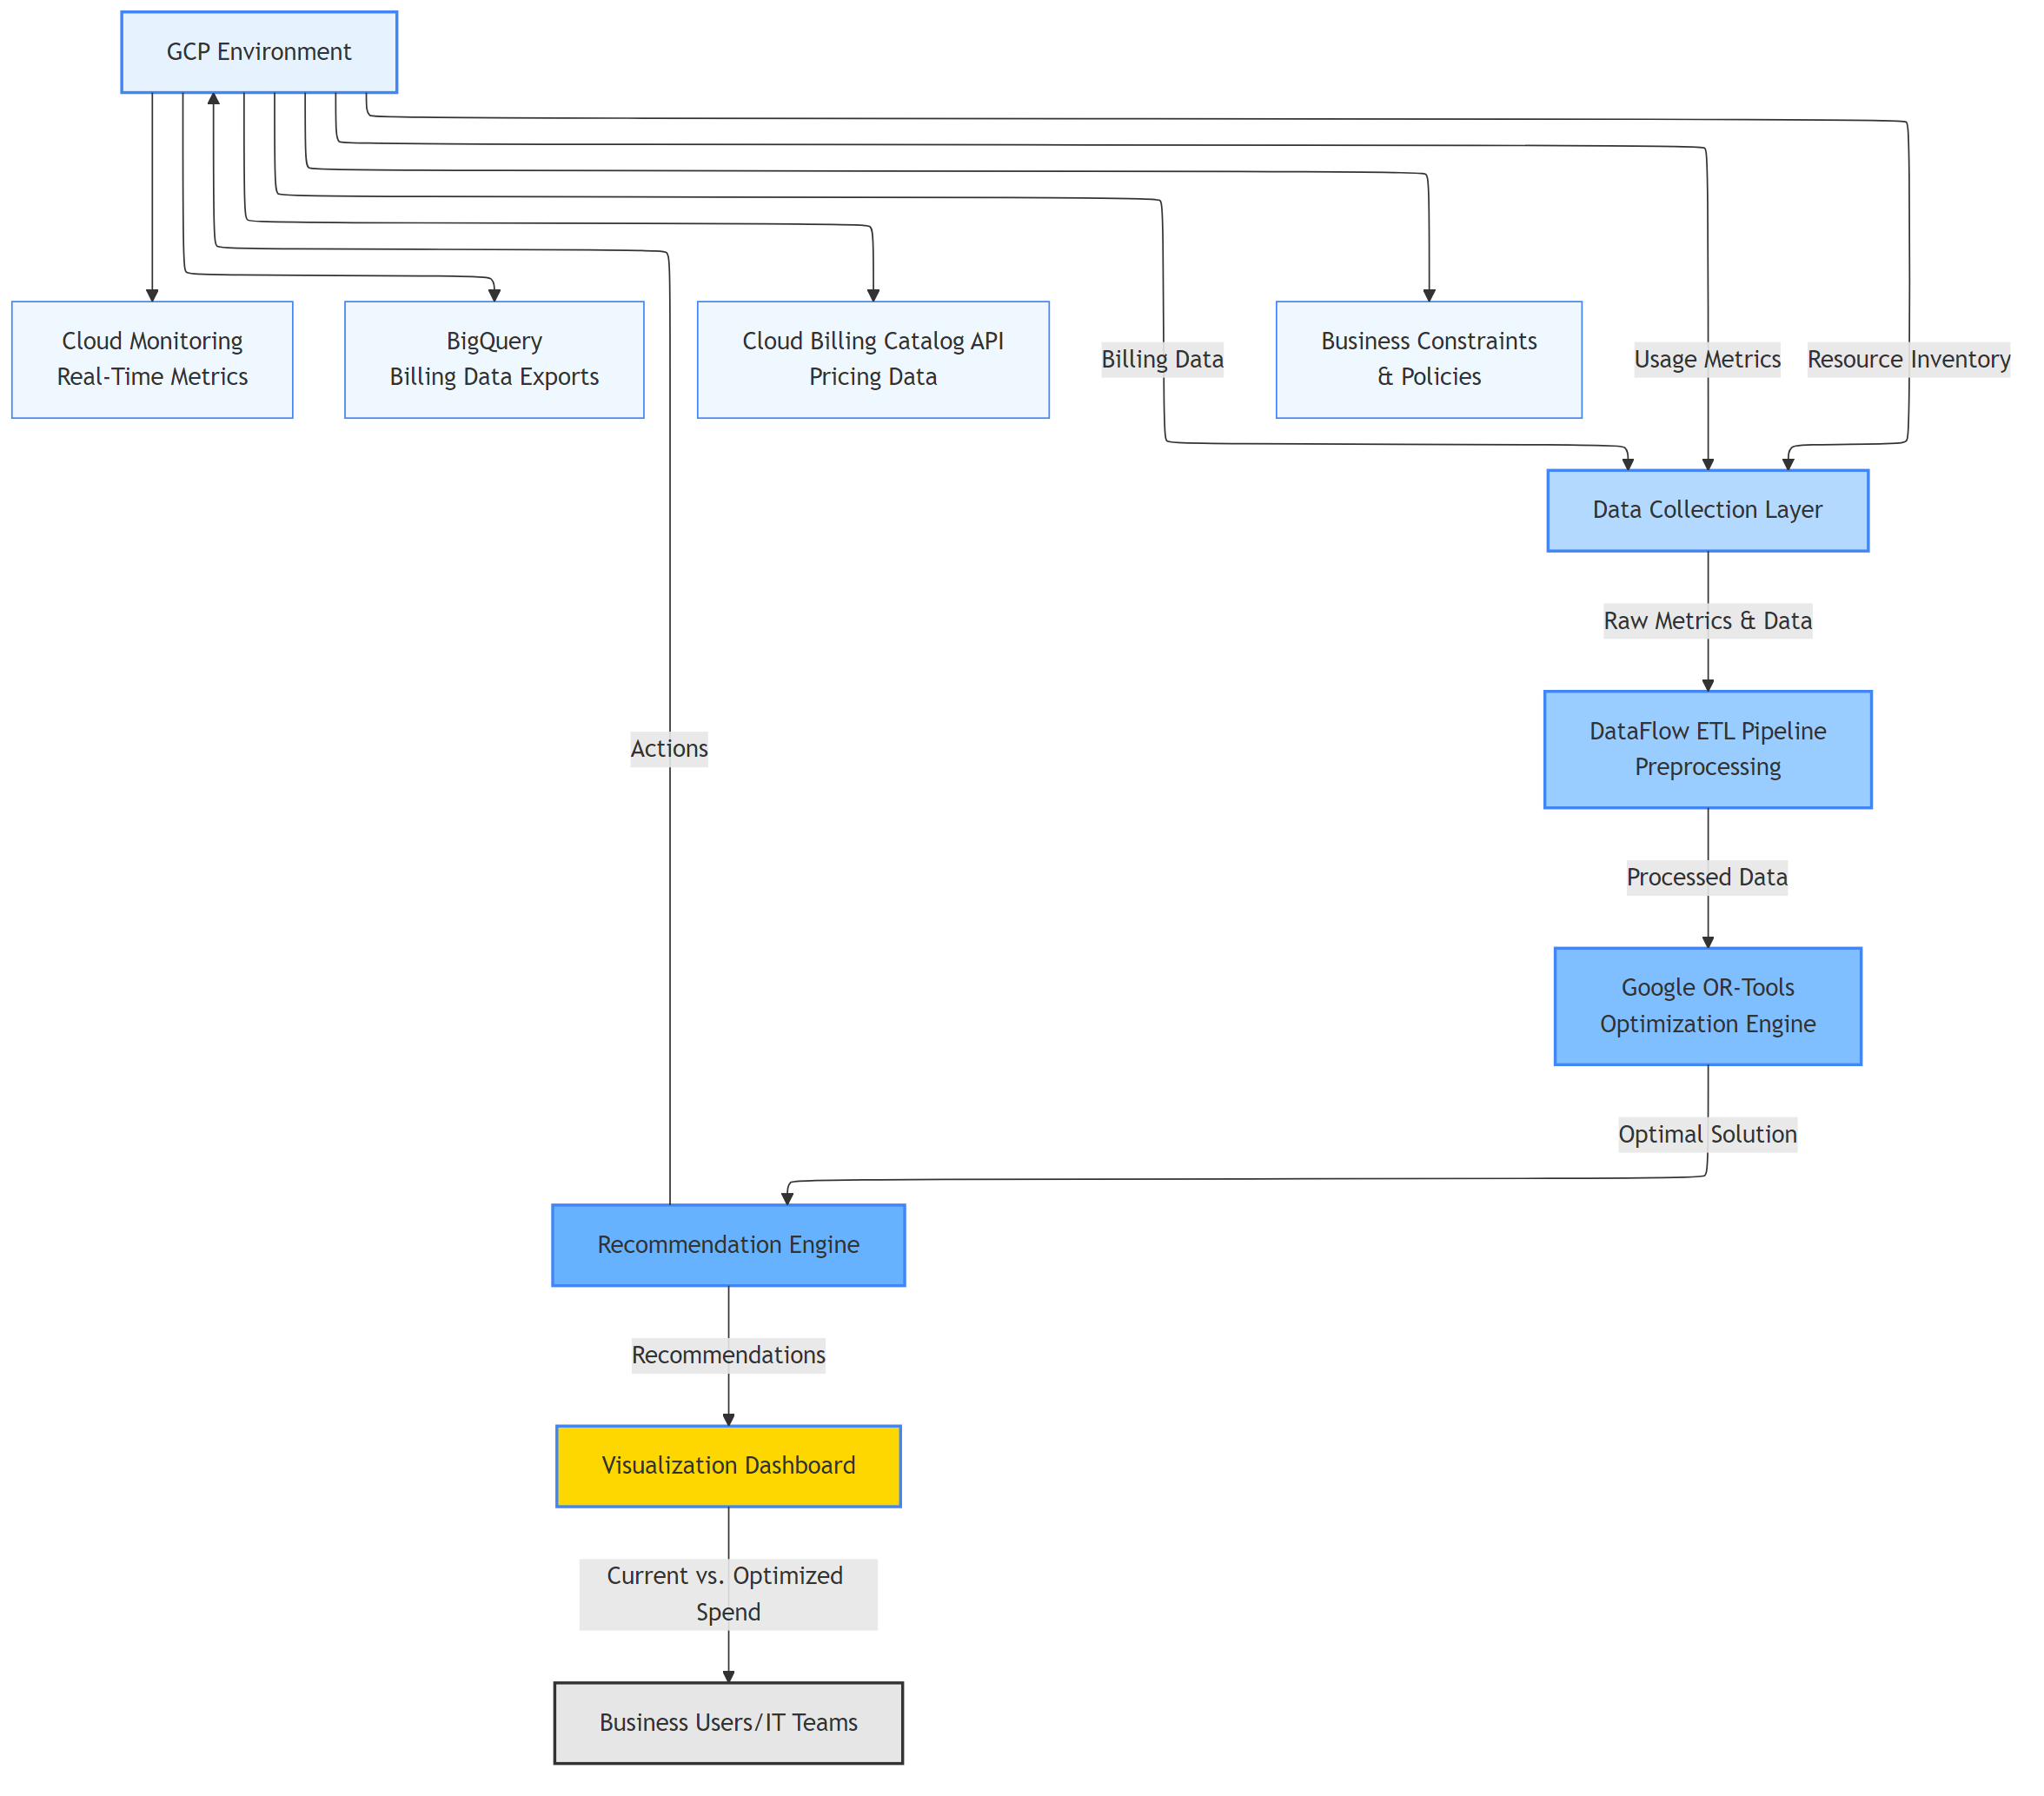 GCP Environment
Cloud Monitoring
Real-Time Metrics
BigQuery
Billing Data Exports
Cloud Billing Catalog API
Pricing Data
Billing Data
Business Constraints
& Policies
Usage Metrics
Resource Inventory
Data Collection Layer
Raw Metrics & Data
Actions
DataFlow ETL Pipeline
Preprocessing
Processed Data
Google OR-Tools
Optimization Engine
Optimal Solution
Recommendation Engine
Recommendations
Visualization Dashboard
Current vs. Optimized
Spend
Business Users/IT Teams